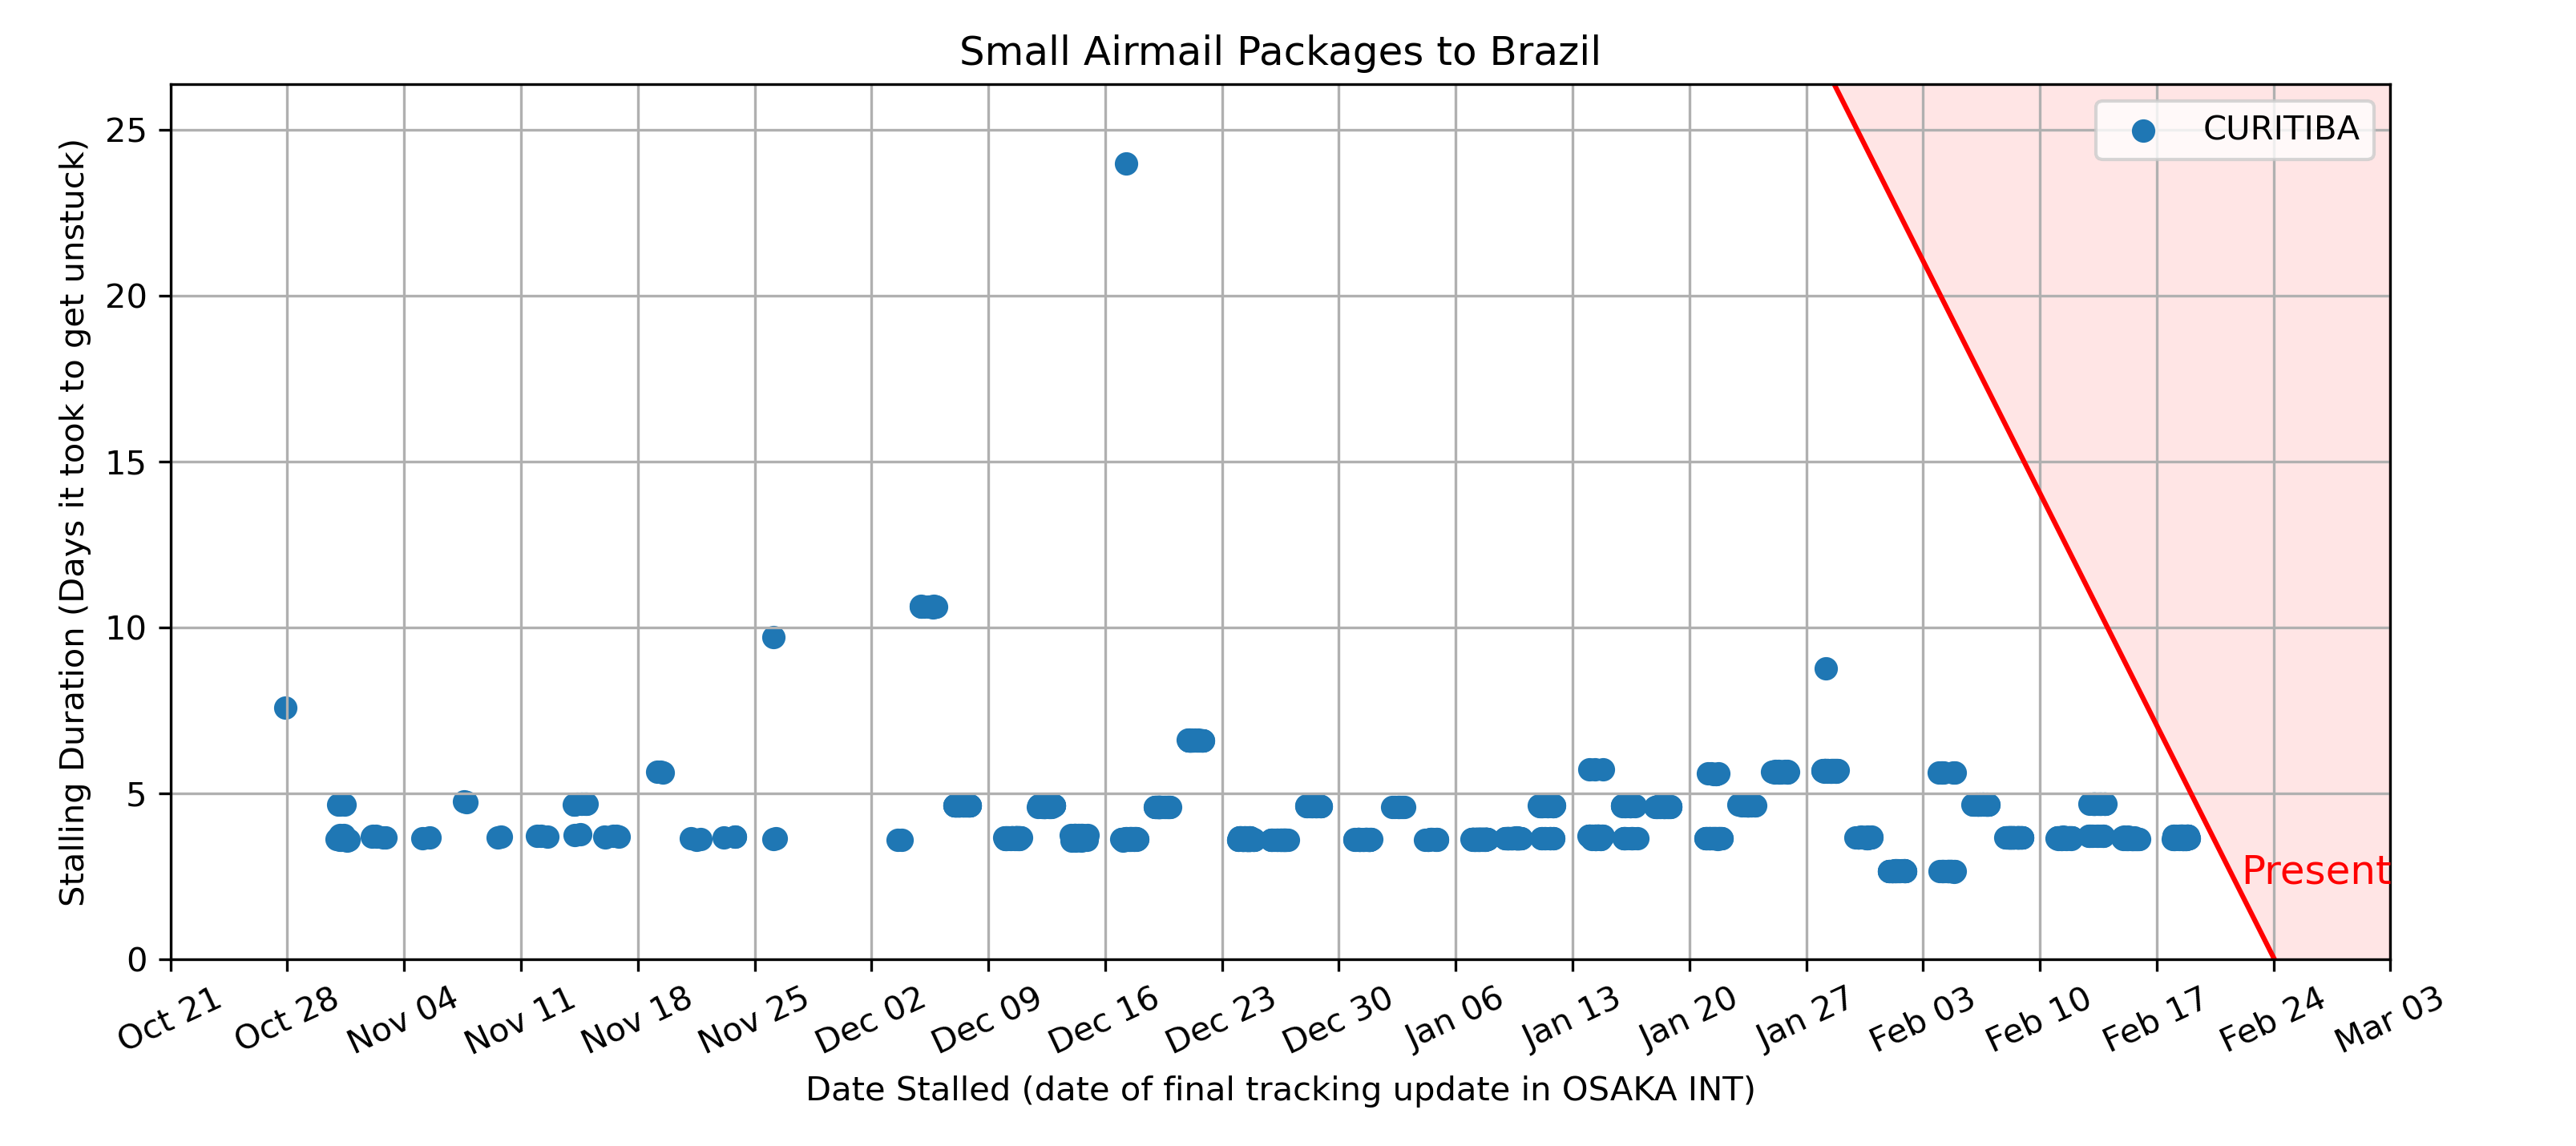 Small Airmail Packages to Brazil
Stalling Duration (Days it took to get unstuck)
25
20
15
10
5
0
CURITIBA
Present
Oct 21
Oct 28
Nov 04
Nov 11
Nov 18
Nov 25
Dec 02
Dec 09
Dec 16
Dec 23
Dec 30
Jan 06
Jan 13
Jan 20
Jan 27
Feb 03
Feb 10
Feb 17
Feb 24
Mar 03
Date Stalled (date of final tracking update in OSAKA INT)